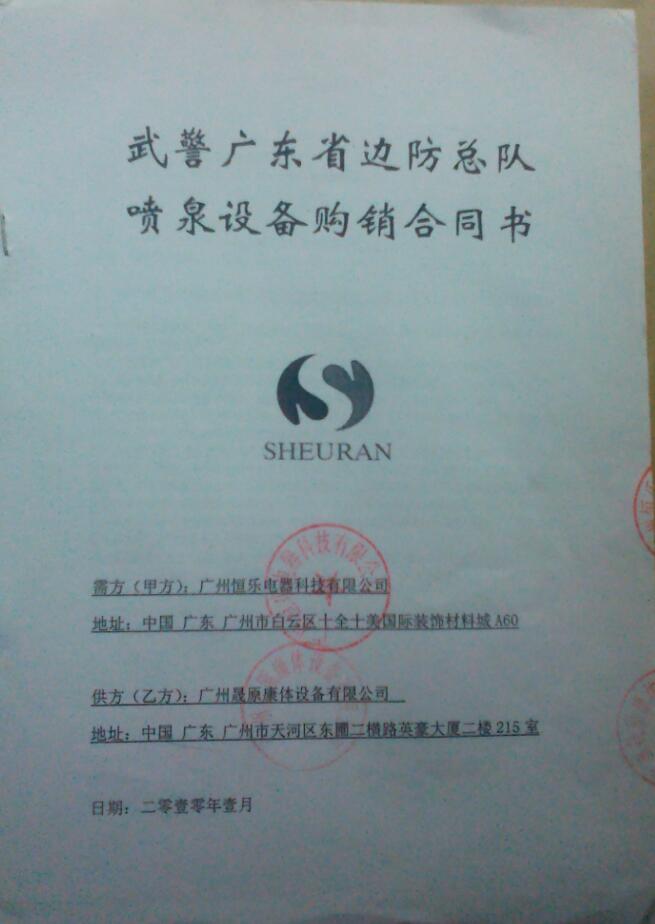 武警广东省边防总队
喷泉设备购销合同书
SHEURAN
需方（甲方）：广州恒乐电器科技有限公司
地址：中国 广东 广州市白云区十全十美国际装饰材料城A60
供方（乙方）：广州晟原康体设备有限公司
地址：中国 广东 广州市天河区东圃二横路英豪大厦二楼215室
日期：二零壹零年壹月